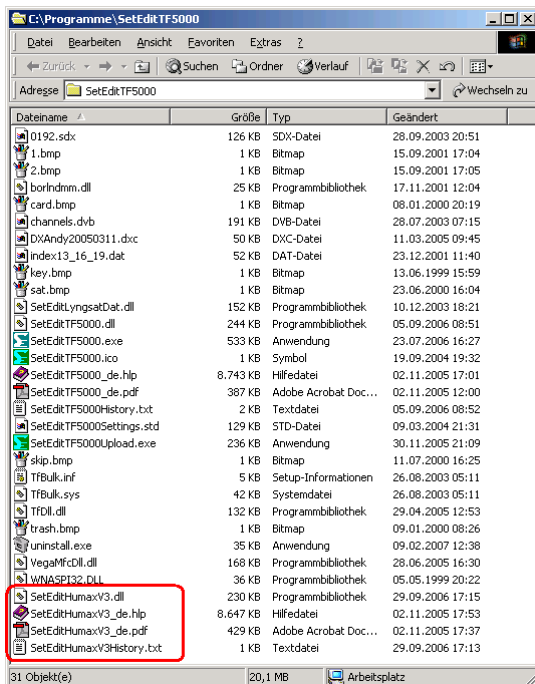 C:\Programme\SetEditTF5000
Datei Bearbeiten Ansicht Favoriten Extras ?
Zurück Suchen Ordner Verlauf
Adresse SetEditTF5000 Wechseln zu
Dateiname Größe Typ Geändert
0192.sdx 126 KB SDX-Datei 28.09.2003 20:51
1.bmp 1 KB Bitmap 15.09.2001 17:04
2.bmp 1 KB Bitmap 15.09.2001 17:05
borlndmm.dll 25 KB Programmbibliothek 17.11.2001 12:04
card.bmp 1 KB Bitmap 08.01.2000 20:19
channels.dvb 191 KB DVB-Datei 28.07.2003 07:15
DXAndy20050311.dxc 50 KB DXC-Datei 11.03.2005 09:45
index13_16_19.dat 52 KB DAT-Datei 23.12.2001 11:40
key.bmp 1 KB Bitmap 13.06.1999 15:59
sat.bmp 1 KB Bitmap 23.06.2000 16:04
SetEditLyngsatDat.dll 152 KB Programmbibliothek 10.12.2003 18:21
SetEditTF5000.dll 244 KB Programmbibliothek 05.09.2006 08:51
SetEditTF5000.exe 533 KB Anwendung 23.07.2006 16:27
SetEditTF5000.ico 1 KB Symbol 19.09.2004 19:32
SetEditTF5000_de.hlp 8.743 KB Hilfedatei 02.11.2005 17:01
SetEditTF5000_de.pdf 387 KB Adobe Acrobat Doc... 02.11.2005 12:00
SetEditTF5000History.txt 2 KB Textdatei 05.09.2006 08:52
SetEditTF5000Settings.std 129 KB STD-Datei 09.03.2004 21:31
SetEditTF5000Upload.exe 236 KB Anwendung 30.11.2005 21:09
skip.bmp 1 KB Bitmap 11.07.2000 16:25
TfBulk.inf 5 KB Setup-Informationen 26.08.2003 05:11
TfBulk.sys 42 KB Systemdatei 26.08.2003 05:11
TfDll.dll 132 KB Programmbibliothek 29.04.2005 12:53
trash.bmp 1 KB Bitmap 09.01.2000 08:26
uninstall.exe 35 KB Anwendung 09.02.2007 12:38
VegaMfcDll.dll 168 KB Programmbibliothek 28.06.2005 16:30
WNASPI32.DLL 36 KB Programmbibliothek 05.05.1999 20:22
SetEditHumaxV3.dll 230 KB Programmbibliothek 29.09.2006 17:15
SetEditHumaxV3_de.hlp 8.647 KB Hilfedatei 02.11.2005 17:53
SetEditHumaxV3_de.pdf 429 KB Adobe Acrobat Doc... 02.11.2005 17:37
SetEditHumaxV3History.txt 1 KB Textdatei 29.09.2006 17:13
31 Objekt(e) 20,1 MB Arbeitsplatz